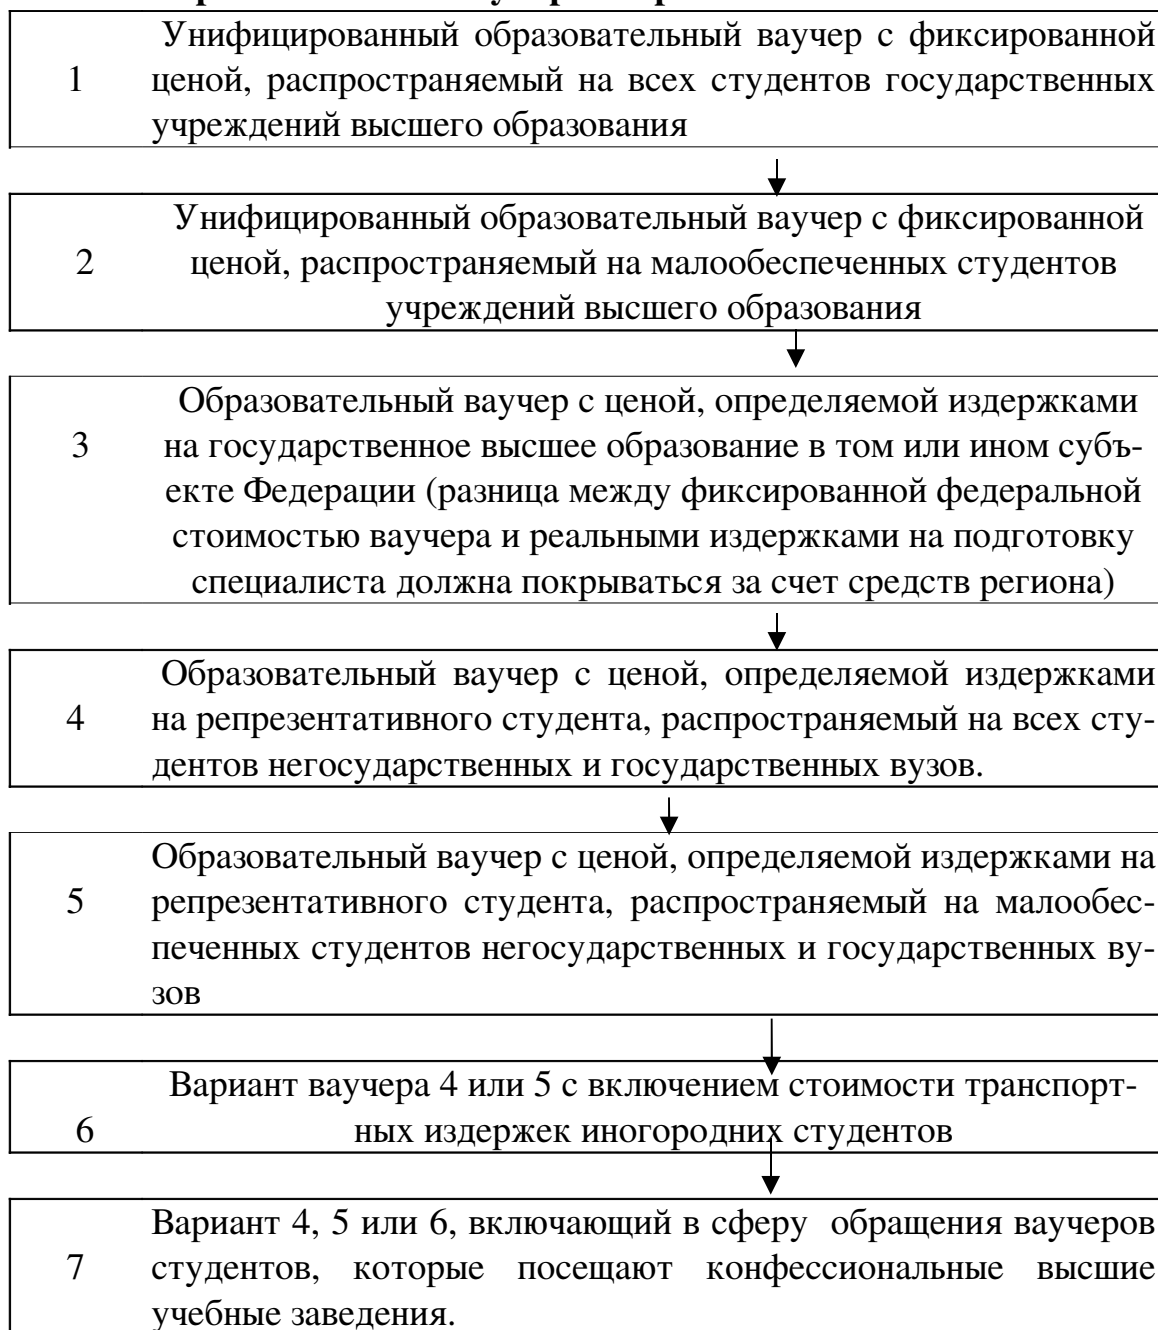 1
Унифицированный образовательный ваучер с фиксированной
ценой, распространяемый на всех студентов государственных
учреждений высшего образования
2
Унифицированный образовательный ваучер с фиксированной
ценой, распространяемый на малообеспеченных студентов
учреждений высшего образования
3
Образовательный ваучер с ценой, определяемой издержками
на государственное высшее образование в том или ином субъ-
екте Федерации (разница между фиксированной федеральной
стоимостью ваучера и реальными издержками на подготовку
специалиста должна покрываться за счет средств региона)
4
Образовательный ваучер с ценой, определяемой издержками
на репрезентативного студента, распространяемый на всех сту-
дентов негосударственных и государственных вузов.
5
Образовательный ваучер с ценой, определяемой издержками на
репрезентативного студента, распространяемый на малообес-
печенных студентов негосударственных и государственных ву-
зов
6
Вариант ваучера 4 или 5 с включением стоимости транспорт-
ных издержек иногородних студентов
7
Вариант 4, 5 или 6, включающий в сферу обращения ваучеров
студентов, которые посещают конфессиональные высшие
учебные заведения.